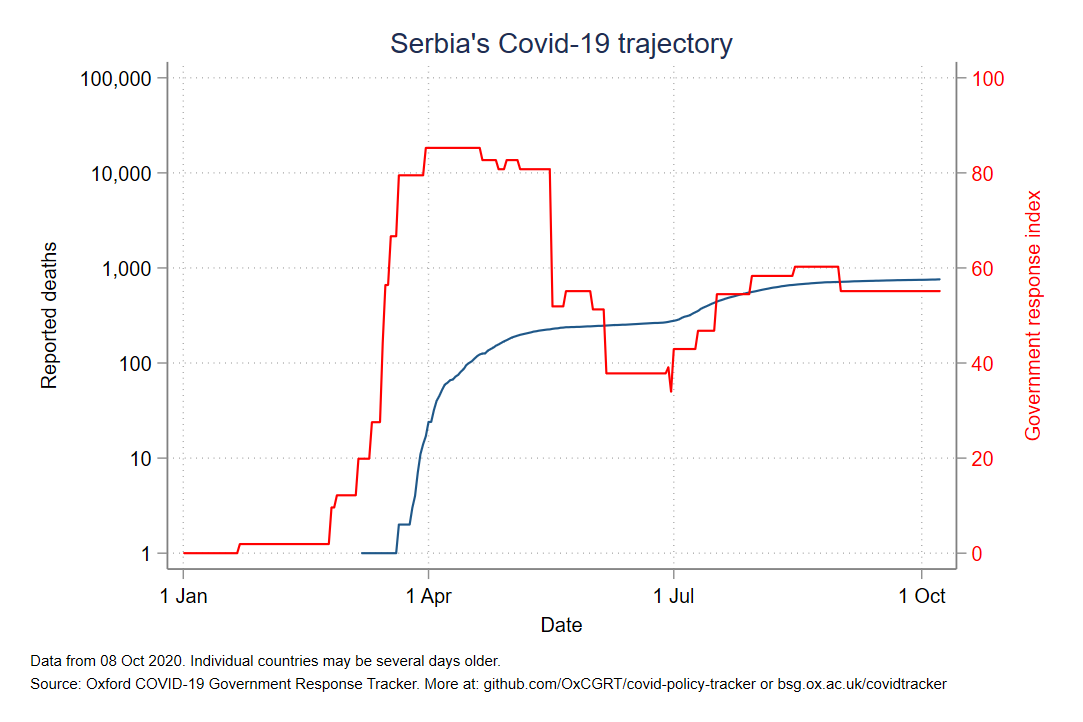 Serbia's Covid-19 trajectory
100,000
10,000
1,000
100
10
1
Reported deaths
100
80
60
40
20
0
Government response index
1 Jan
1 Apr
1 Jul
1 Oct
Date
Data from 08 Oct 2020. Individual countries may be several days older.
Source: Oxford COVID-19 Government Response Tracker. More at: github.com/OxCGRT/covid-policy-tracker or bsg.ox.ac.uk/covidtracker